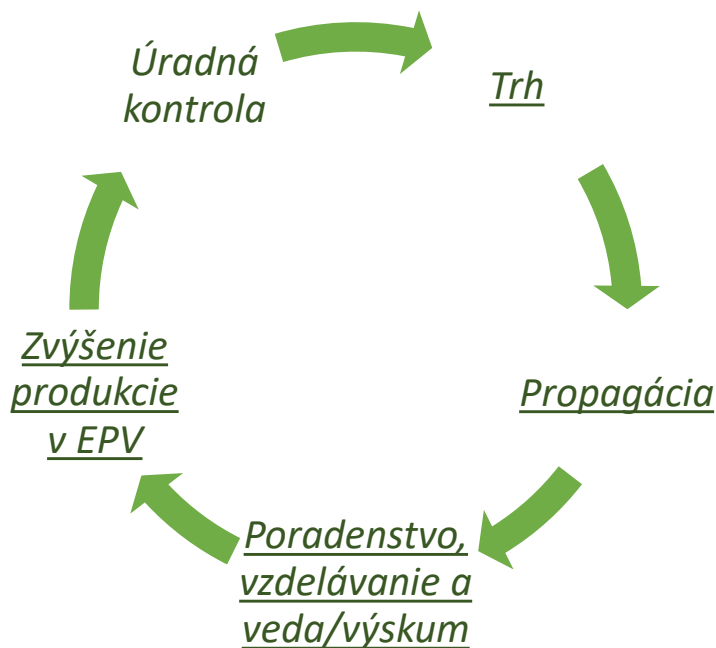 Úradná
kontrola
Trh
Propagácia
Poradenstvo,
vzdelávanie a
veda/výskum
Zvýšenie
produkcie
v EPV